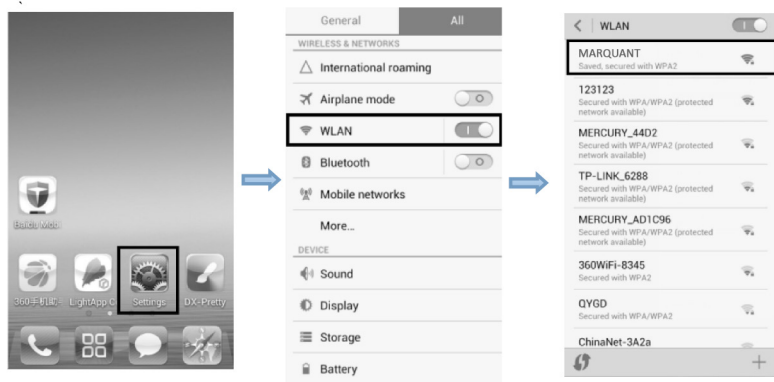 Baidu Mob.
360手机助..
LightApp C
Settings
DX-Pretty
General
All
WIRELESS & NETWORKS
International roaming
Airplane mode
WLAN
Bluetooth
Mobile networks
More...
DEVICE
Sound
Display
Storage
Battery
WLAN
MARQUANT
Saved, secured with WPA2
123123
Secured with WPA/WPA2 (protected
network available)
MERCURY_44D2
Secured with WPA/WPA2 (protected
network available)
TP-LINK_6288
Secured with WPA/WPA2 (protected
network available)
MERCURY_AD1C96
Secured with WPA/WPA2 (protected
network available)
360WiFi-8345
Secured with WPA2
QYGD
Secured with WPA/WPA2
ChinaNet-3A2a